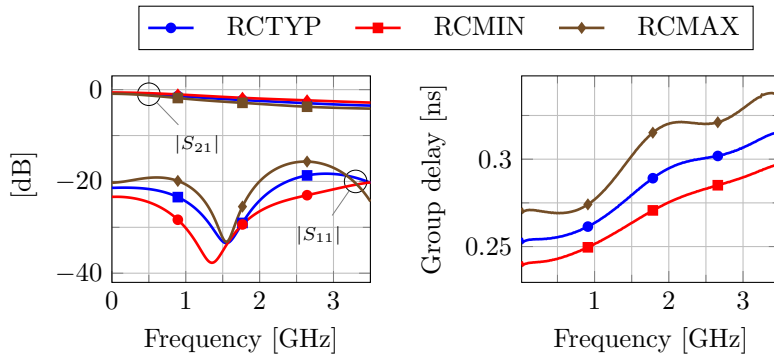 RCTYP RCMIN RCMAX
0
−20
−40
[dB]
|S21|
|S11|
0 1 2 3
Frequency [GHz]
0.3
0.25
Group delay [ns]
1 2 3
Frequency [GHz]